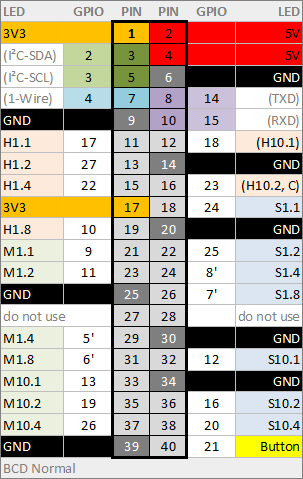 LED GPIO PIN PIN GPIO LED
3V3 1 2 5V
(I²C-SDA) 2 3 4 5V
(I²C-SCL) 3 5 6 GND
(1-Wire) 4 7 8 14 (TXD)
GND 9 10 15 (RXD)
H1.1 17 11 12 18 (H10.1)
H1.2 27 13 14 GND
H1.4 22 15 16 23 (H10.2, C)
3V3 17 18 24 S1.1
H1.8 10 19 20 GND
M1.1 9 21 22 25 S1.2
M1.2 11 23 24 8' S1.4
GND 25 26 7' S1.8
do not use 27 28 do not use
M1.4 5' 29 30 GND
M1.8 6' 31 32 12 S10.1
M10.1 13 33 34 GND
M10.2 19 35 36 16 S10.2
M10.4 26 37 38 20 S10.4
GND 39 40 21 Button
BCD Normal